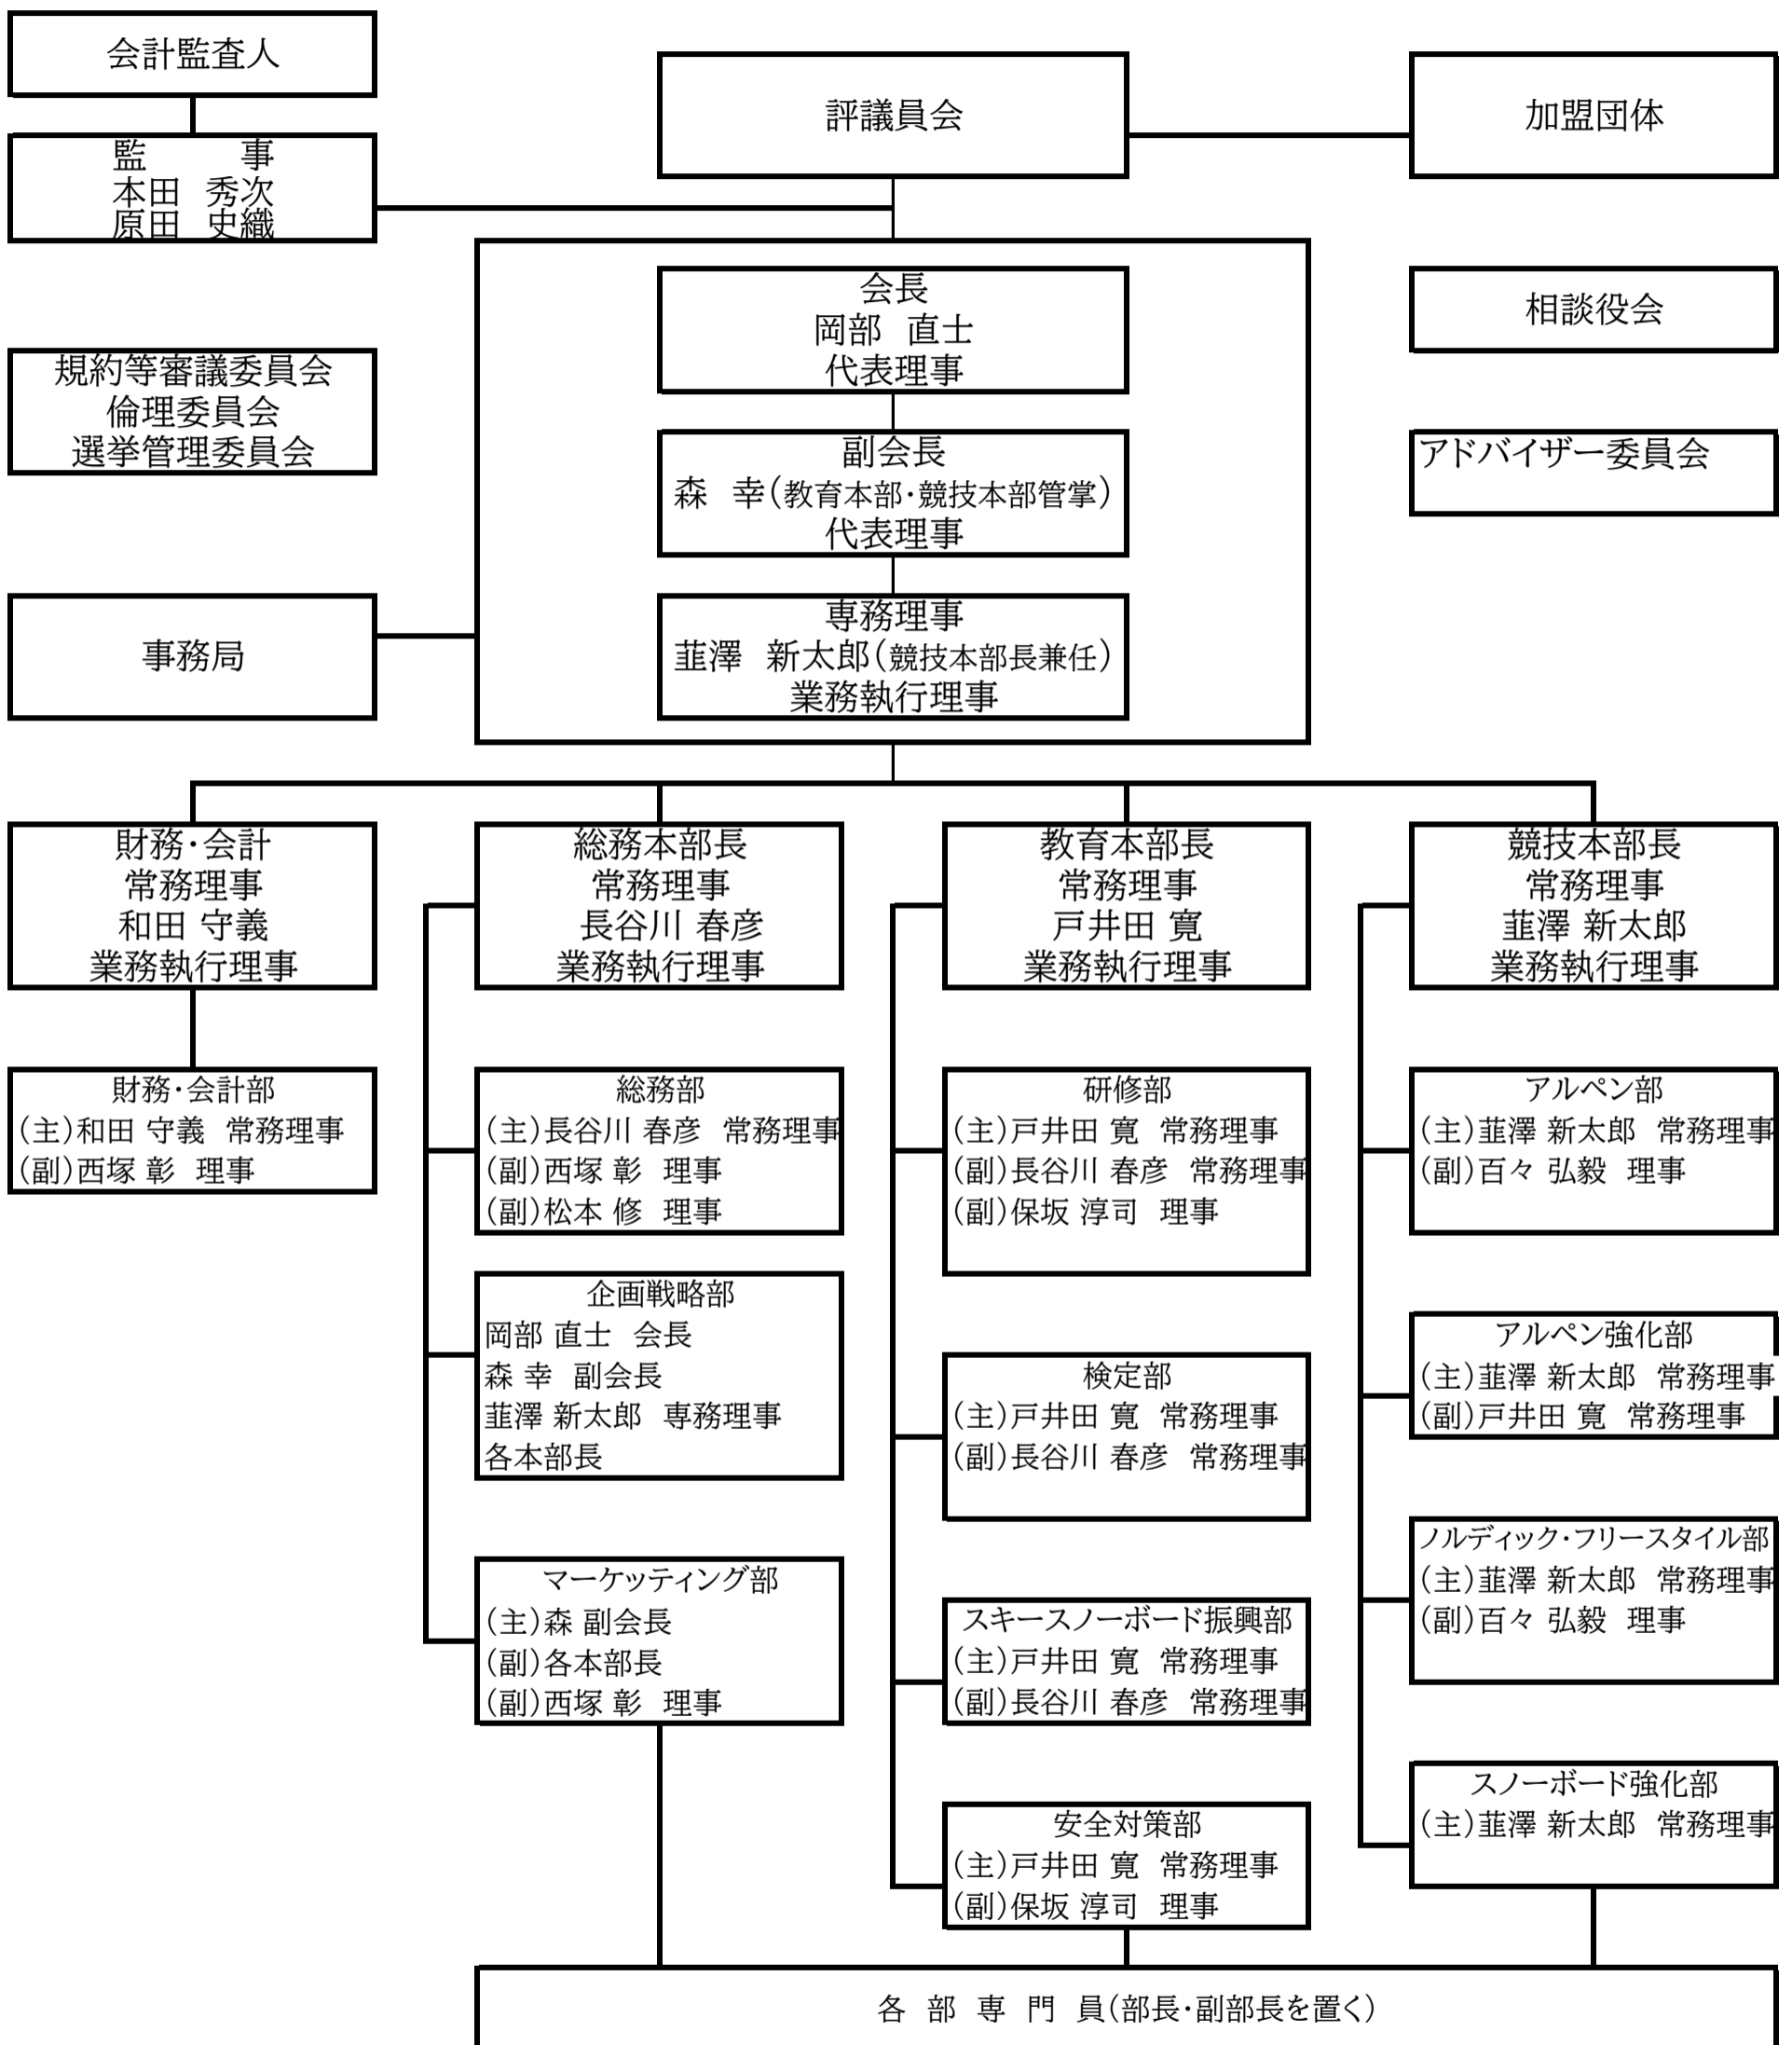 会計監査人
監　　事
本田　秀次
原田　史織
評議員会
加盟団体
規約等審議委員会
倫理委員会
選挙管理委員会
会長
岡部　直士
代表理事
副会長
森　幸（教育本部・競技本部管掌）
代表理事
専務理事
韮澤　新太郎（競技本部長兼任）
業務執行理事
相談役会
アドバイザー委員会
事務局
財務・会計
常務理事
和田 守義
業務執行理事
財務・会計部
（主）和田 守義　常務理事
（副）西塚 彰　理事
総務本部長
常務理事
長谷川 春彦
業務執行理事
総務部
（主）長谷川 春彦　常務理事
（副）西塚 彰　理事
（副）松本 修　理事
企画戦略部
岡部 直士　会長
森 幸　副会長
韮澤 新太郎　専務理事
各本部長
マーケッティング部
（主）森 副会長
（副）各本部長
（副）西塚 彰　理事
教育本部長
常務理事
戸井田 寛
業務執行理事
研修部
（主）戸井田 寛　常務理事
（副）長谷川 春彦　常務理事
（副）保坂 淳司　理事
検定部
（主）戸井田 寛　常務理事
（副）長谷川 春彦　常務理事
スキースノーボード振興部
（主）戸井田 寛　常務理事
（副）長谷川 春彦　常務理事
安全対策部
（主）戸井田 寛　常務理事
（副）保坂 淳司　理事
競技本部長
常務理事
韮澤 新太郎
業務執行理事
アルペン部
（主）韮澤 新太郎　常務理事
（副）百々 弘毅　理事
アルペン強化部
（主）韮澤 新太郎　常務理事
（副）戸井田 寛　常務理事
ノルディック・フリースタイル部
（主）韮澤 新太郎　常務理事
（副）百々 弘毅　理事
スノーボード強化部
（主）韮澤 新太郎　常務理事
各　部　専　門　員（部長・副部長を置く）